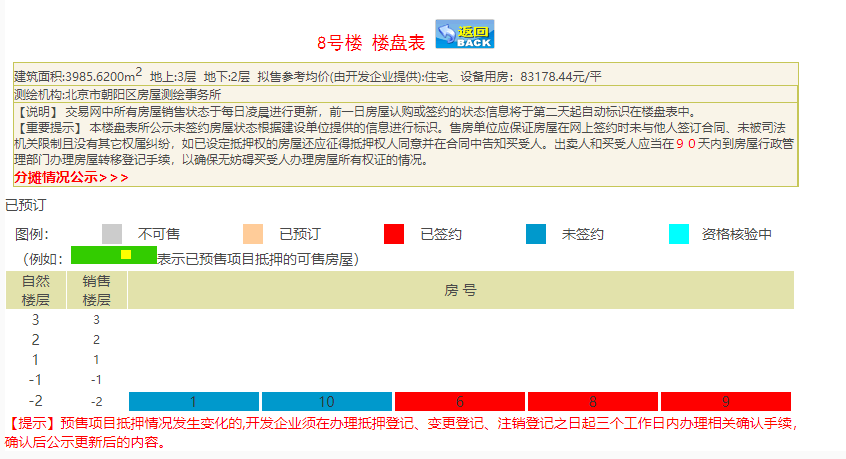 8号楼 楼盘表 返回 BACK
建筑面积:3985.6200m2 地上:3层 地下:2层 拟售参考均价(由开发企业提供):住宅、设备用房：83178.44元/平
测绘机构:北京市朝阳区房屋测绘事务所
【说明】 交易网中所有房屋销售状态于每日凌晨进行更新，前一日房屋认购或签约的状态信息将于第二天起自动标识在楼盘表中。
【重要提示】 本楼盘表所公示未签约房屋状态根据建设单位提供的信息进行标识。售房单位应保证房屋在网上签约时未与他人签订合同、未被司法
机关限制且没有其它权属纠纷，如已设定抵押权的房屋还应征得抵押权人同意并在合同中告知买受人。出卖人和买受人应当在９０天内到房屋行政管
理部门办理房屋转移登记手续，以确保无妨碍买受人办理房屋所有权证的情况。
分摊情况公示>>>
已预订
图例： 不可售 已预订 已签约 未签约 资格核验中
（例如： 表示已预售项目抵押的可售房屋）
自然 销售
楼层 楼层 房 号
3 3
2 2
1 1
-1 -1
-2 -2 1 10 6 8 9
【提示】预售项目抵押情况发生变化的,开发企业须在办理抵押登记、变更登记、注销登记之日起三个工作日内办理相关确认手续，
确认后公示更新后的内容。